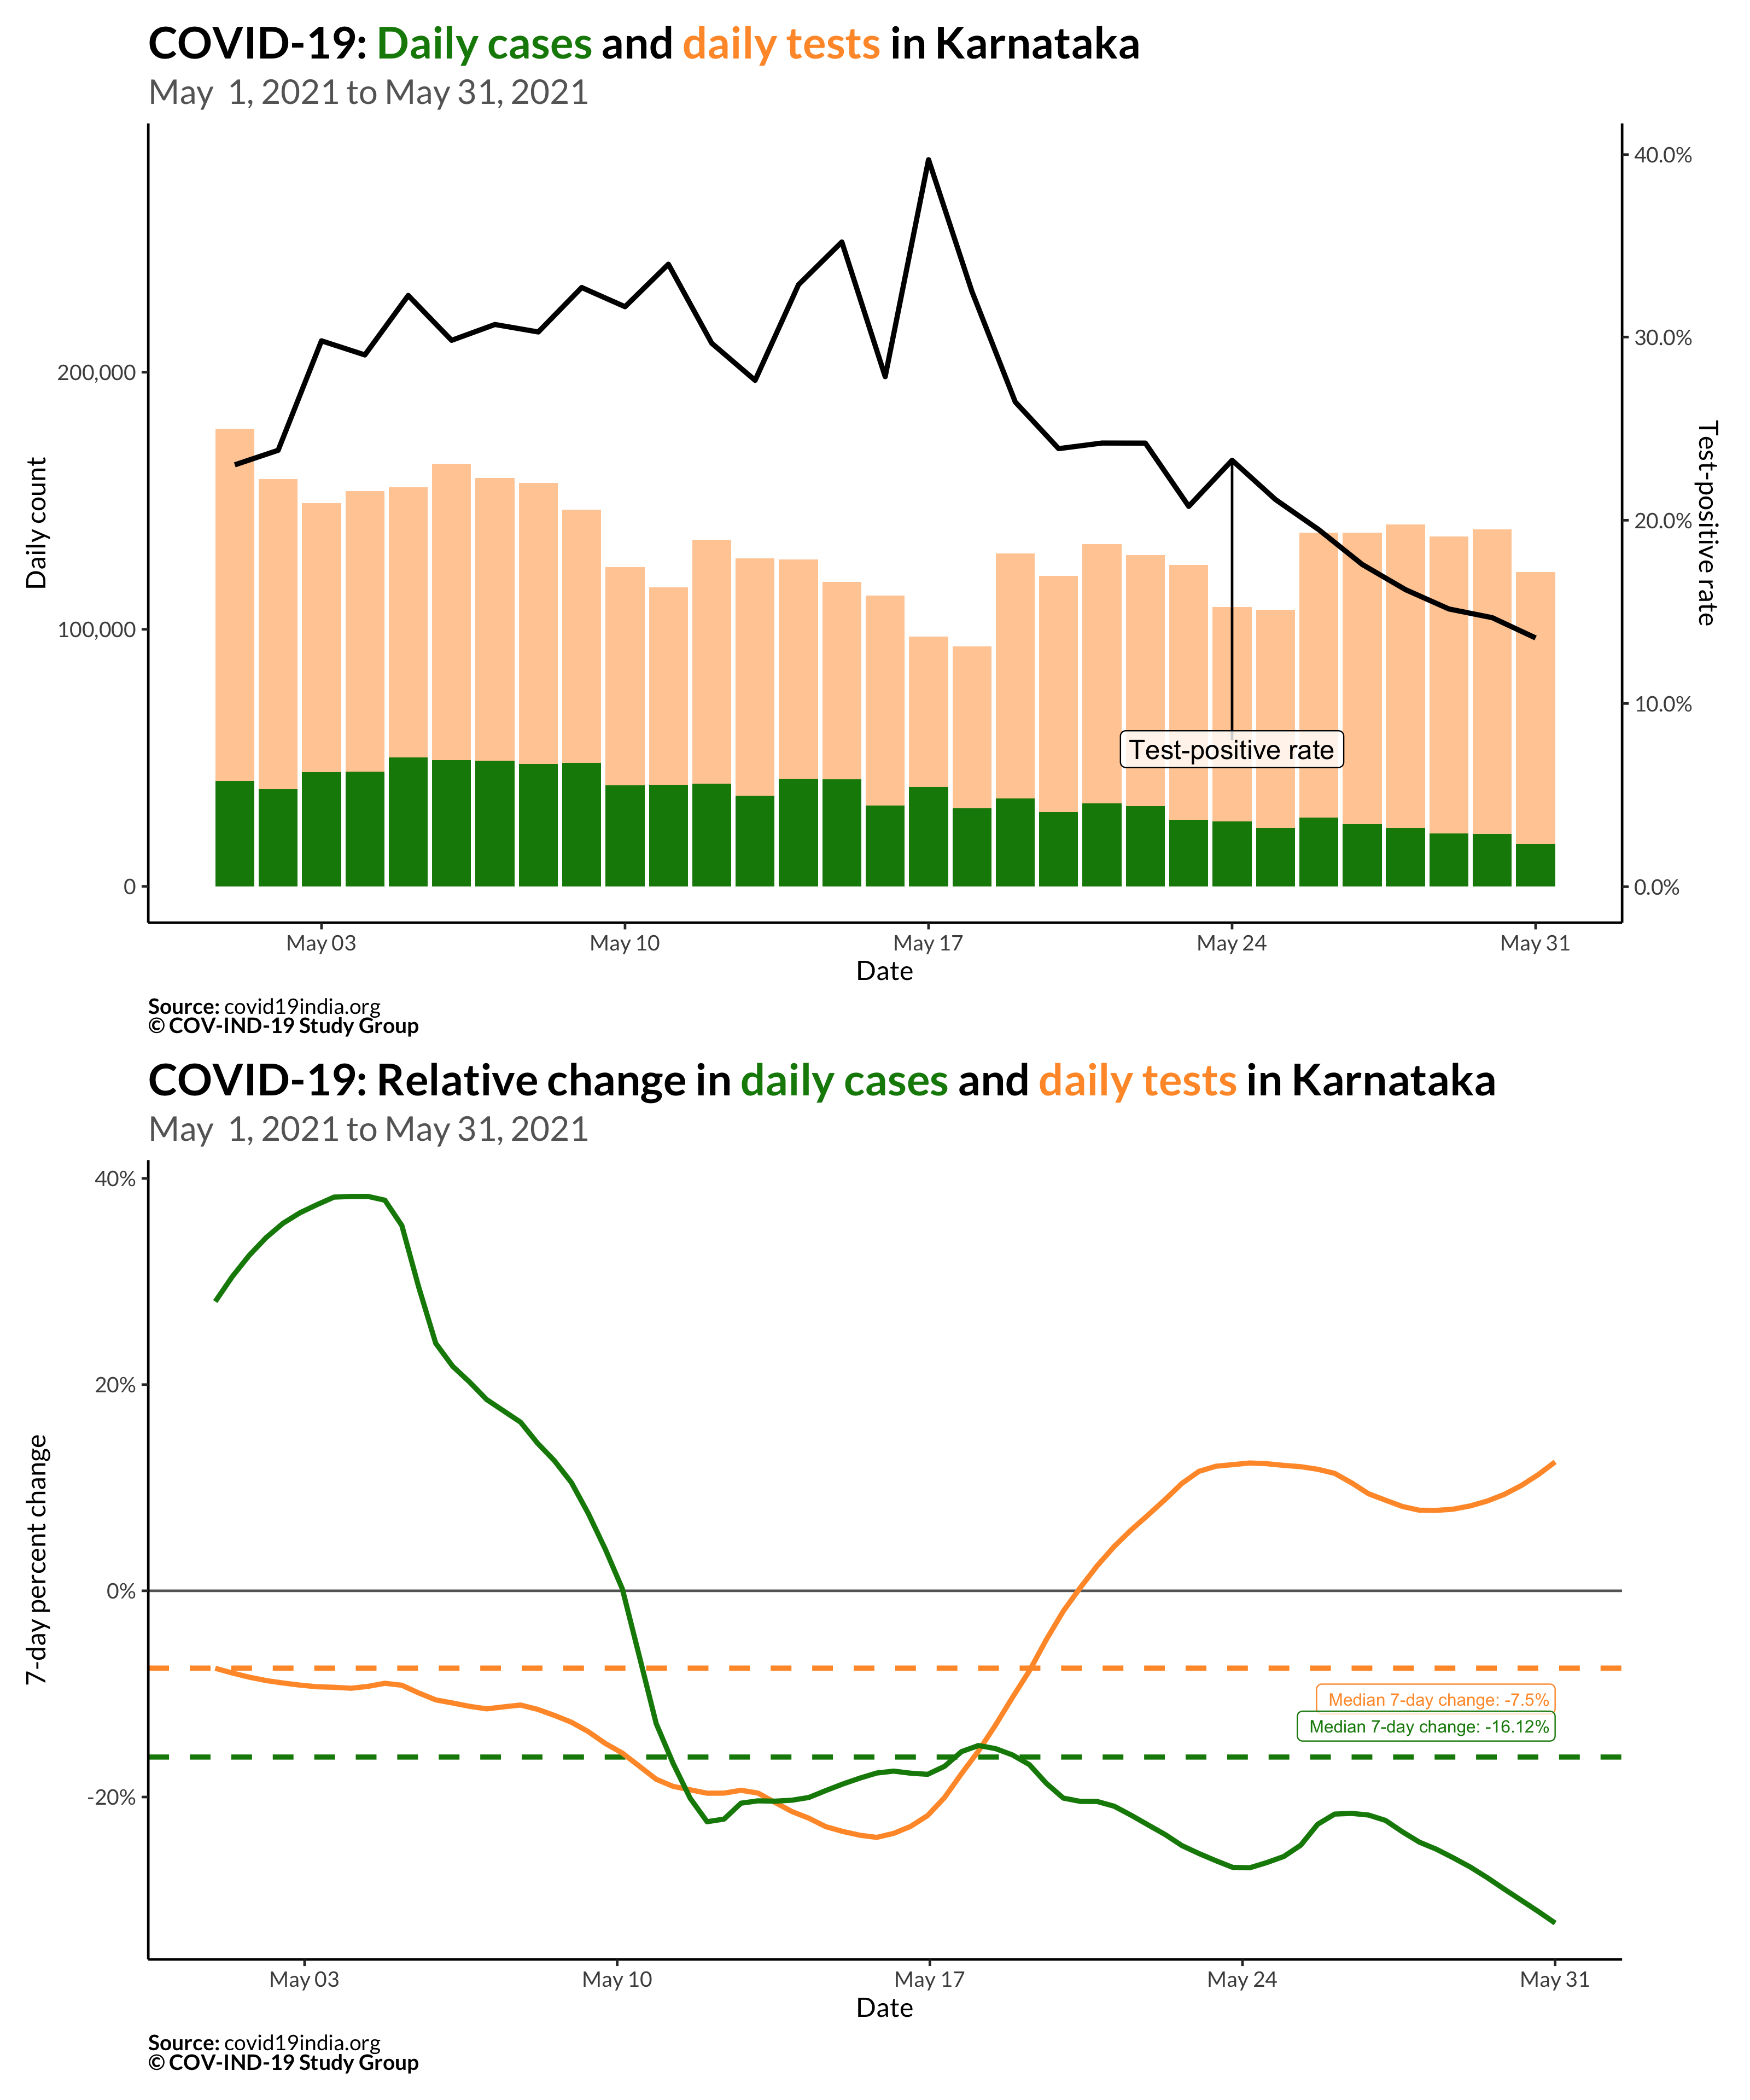 COVID-19: Daily cases and daily tests in Karnataka
May 1, 2021 to May 31, 2021
40.0%
30.0%
200,000
Daily count
Test-positive rate
20.0%
100,000
10.0%
Test-positive rate
0
0.0%
May 03 May 10 May 17 May 24 May 31
Date
Source: covid19india.org
© COV-IND-19 Study Group
COVID-19: Relative change in daily cases and daily tests in Karnataka
May 1, 2021 to May 31, 2021
40%
20%
7-day percent change
0%
Median 7-day change: -7.5%
Median 7-day change: -16.12%
-20%
May 03 May 10 May 17 May 24 May 31
Date
Source: covid19india.org
© COV-IND-19 Study Group